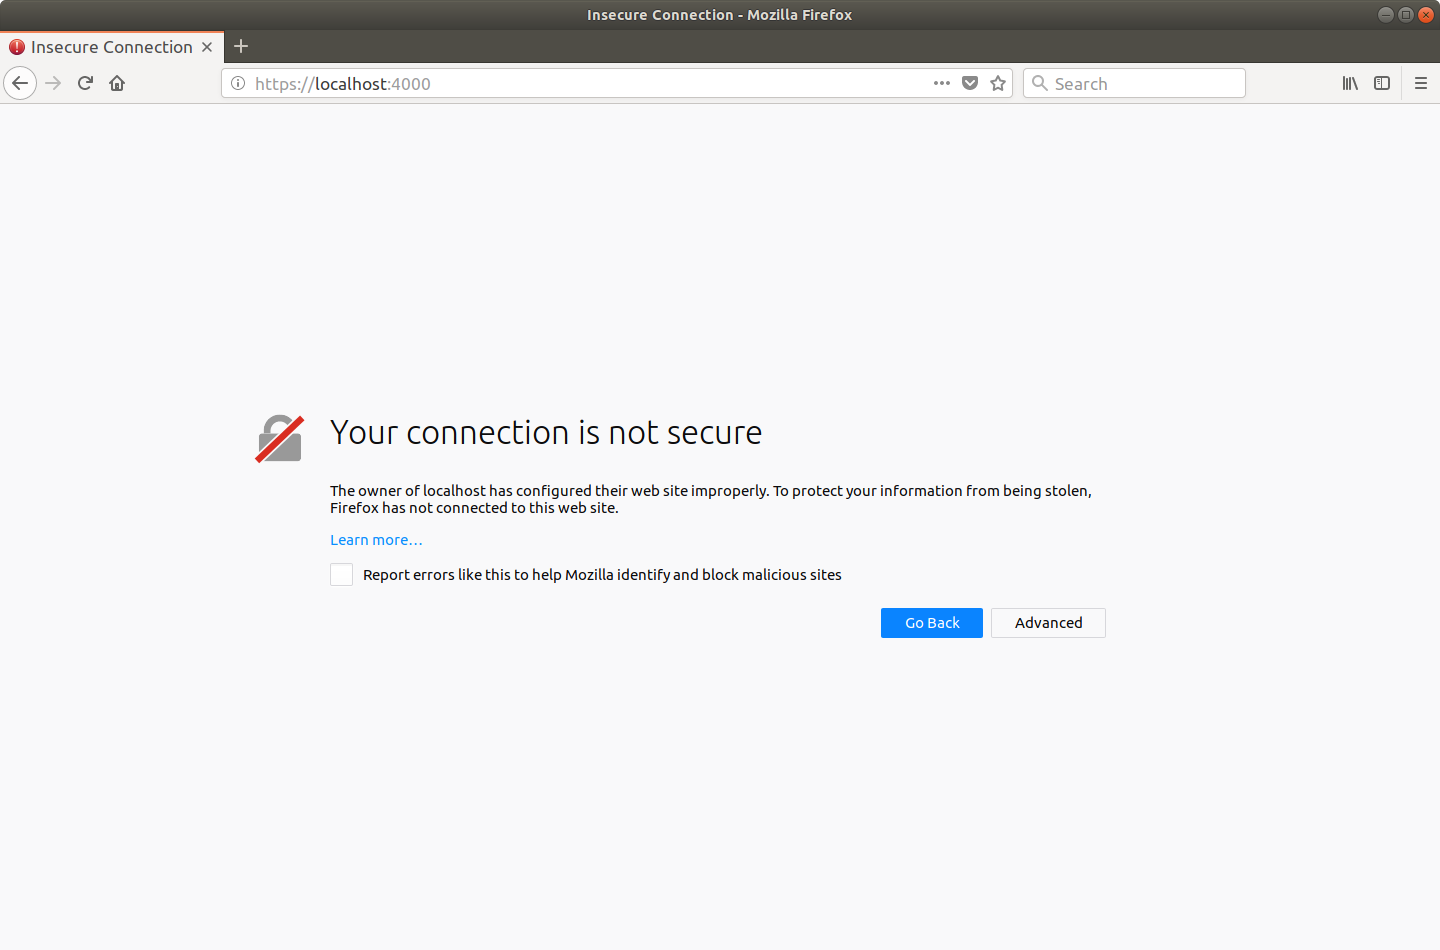 Insecure Connection - Mozilla Firefox
Insecure Connection
https://localhost:4000
Search
Your connection is not secure
The owner of localhost has configured their web site improperly. To protect your information from being stolen,
Firefox has not connected to this web site.
Learn more…
Report errors like this to help Mozilla identify and block malicious sites
Go Back
Advanced